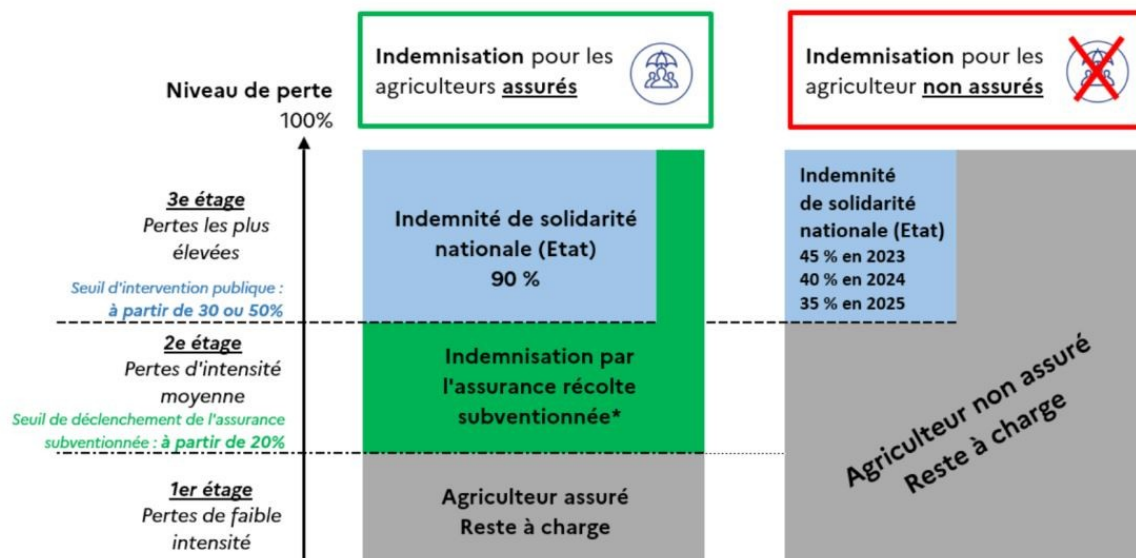 Indemnisation pour les
agriculteurs assurés
Indemnisation pour les
agriculteur non assurés
Niveau de perte
100%
3e étage
Pertes les plus
élevées
Seuil d'intervention publique :
à partir de 30 ou 50%
2e étage
Pertes d'intensité
moyenne
Seuil de déclenchement de l'assurance
subventionnée : à partir de 20%
1er étage
Pertes de faible
intensité
Indemnité de solidarité
nationale (Etat)
90 %
Indemnisation par
l'assurance récolte
subventionnée*
Agriculteur assuré
Reste à charge
Indemnité
de solidarité
nationale (Etat)
45 % en 2023
40 % en 2024
35 % en 2025
Agriculteur non assuré
Reste à charge